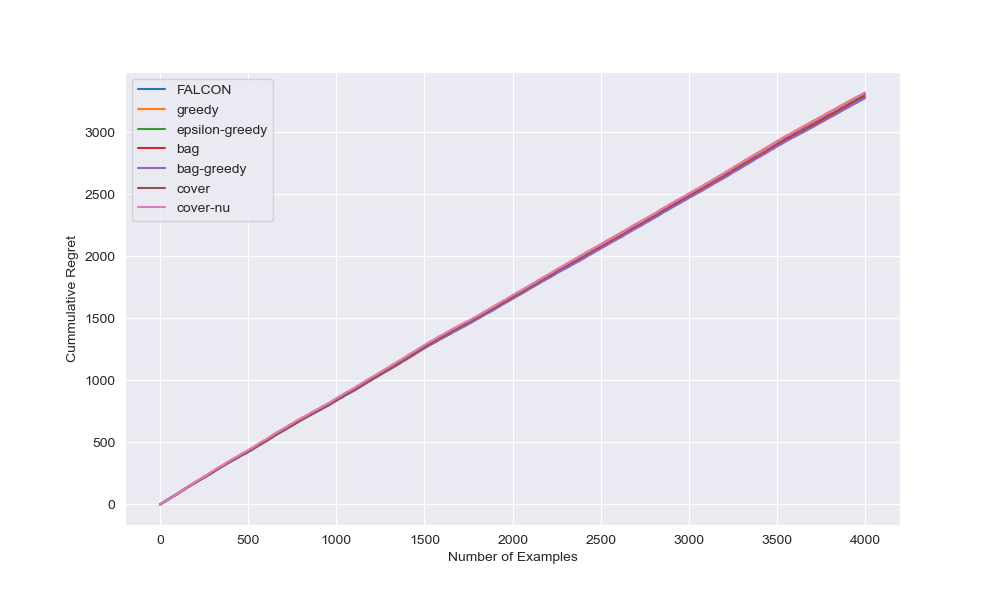 FALCON
greedy
epsilon-greedy
bag
bag-greedy
cover
cover-nu
Cummulative Regret
3000
2500
2000
1500
1000
500
0
0 500 1000 1500 2000 2500 3000 3500 4000
Number of Examples